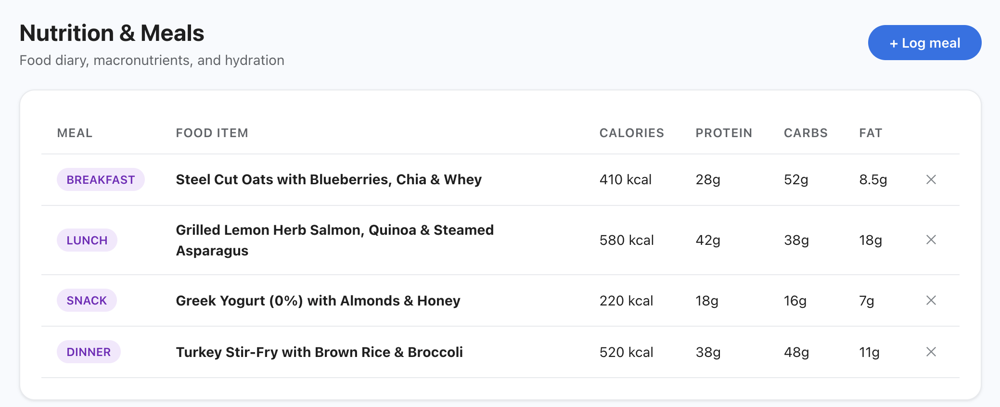 Nutrition & Meals
Food diary, macronutrients, and hydration
+ Log meal
MEAL FOOD ITEM CALORIES PROTEIN CARBS FAT
BREAKFAST Steel Cut Oats with Blueberries, Chia & Whey 410 kcal 28g 52g 8.5g ×
LUNCH Grilled Lemon Herb Salmon, Quinoa & Steamed
Asparagus 580 kcal 42g 38g 18g ×
SNACK Greek Yogurt (0%) with Almonds & Honey 220 kcal 18g 16g 7g ×
DINNER Turkey Stir-Fry with Brown Rice & Broccoli 520 kcal 38g 48g 11g ×